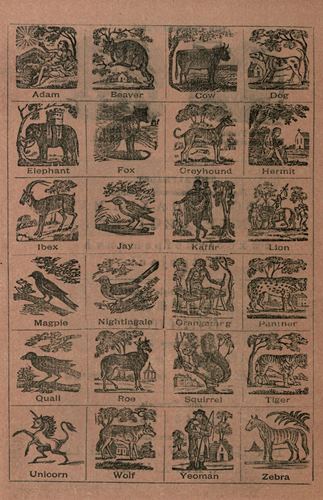 Adam Beaver Cow Dog
Elephant Fox Greyhound Hermit
Ibex Jay Kaffir Lion
Magpie Nightingale Orangutang Panther
Quail Roe Squirrel Tiger
Unicorn Wolf Yeoman Zebra